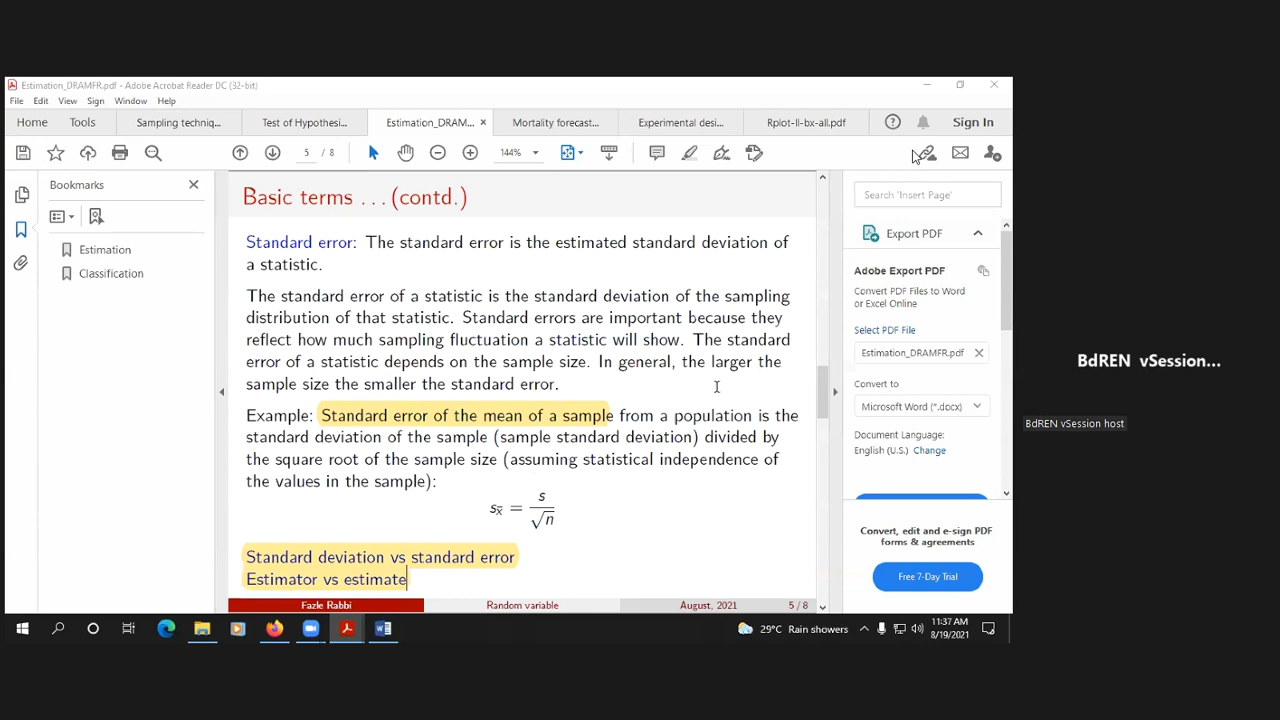 Estimation_DRAMFR.pdf - Adobe Acrobat Reader DC (32-bit)
File Edit View Sign Window Help
Home Tools Sampling techniq... Test of Hypothesi... Estimation_DRAM... × Mortality forecast... Experimental desi... Rplot-II-bx-all.pdf Sign In
5 / 8 144%
Bookmarks
Estimation
Classification
Basic terms . . . (contd.)
Standard error: The standard error is the estimated standard deviation of
a statistic.
The standard error of a statistic is the standard deviation of the sampling
distribution of that statistic. Standard errors are important because they
reflect how much sampling fluctuation a statistic will show. The standard
error of a statistic depends on the sample size. In general, the larger the
sample size the smaller the standard error.
Example: Standard error of the mean of a sample from a population is the
standard deviation of the sample (sample standard deviation) divided by
the square root of the sample size (assuming statistical independence of
the values in the sample):
s_x̄ = s / √n
Standard deviation vs standard error
Estimator vs estimate
Fazle Rabbi Random variable August, 2021 5 / 8
Search 'Insert Page'
Export PDF
Adobe Export PDF
Convert PDF Files to Word
or Excel Online
Select PDF File
Estimation_DRAMFR.pdf ×
Convert to
Microsoft Word (*.docx)
Document Language:
English (U.S.) Change
Convert, edit and e-sign PDF
forms & agreements
Free 7-Day Trial
29°C Rain showers
11:37 AM
8/19/2021
BdREN vSession...
BdREN vSession host